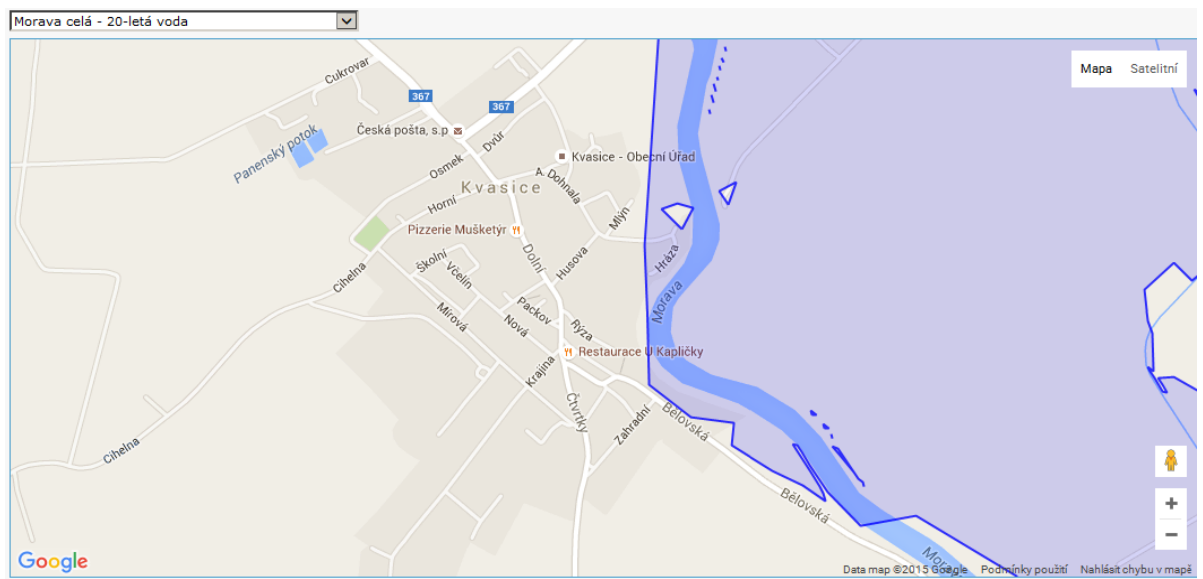 Morava celá - 20-letá voda
Mapa
Satelitní
Cukrovar
367
367
Česká pošta, s.p
Panenský potok
Osmek
Dvůr
Kvasice - Obecní Úřad
A. Dohnala
Kvasice
Horní
Mlýn
Pizzerie Mušketýr
Dolní
Husova
Hráza
Školní
Včelín
Cihelna
Morava
Packov
Mírová
Nová
Rýza
Restaurace U Kapličky
Krajina
Čtvrtky
Bělovská
Zahradní
Cihelna
Bělovská
Morava
Google
Data map ©2015 Google
Podmínky použití
Nahlásit chybu v mapě